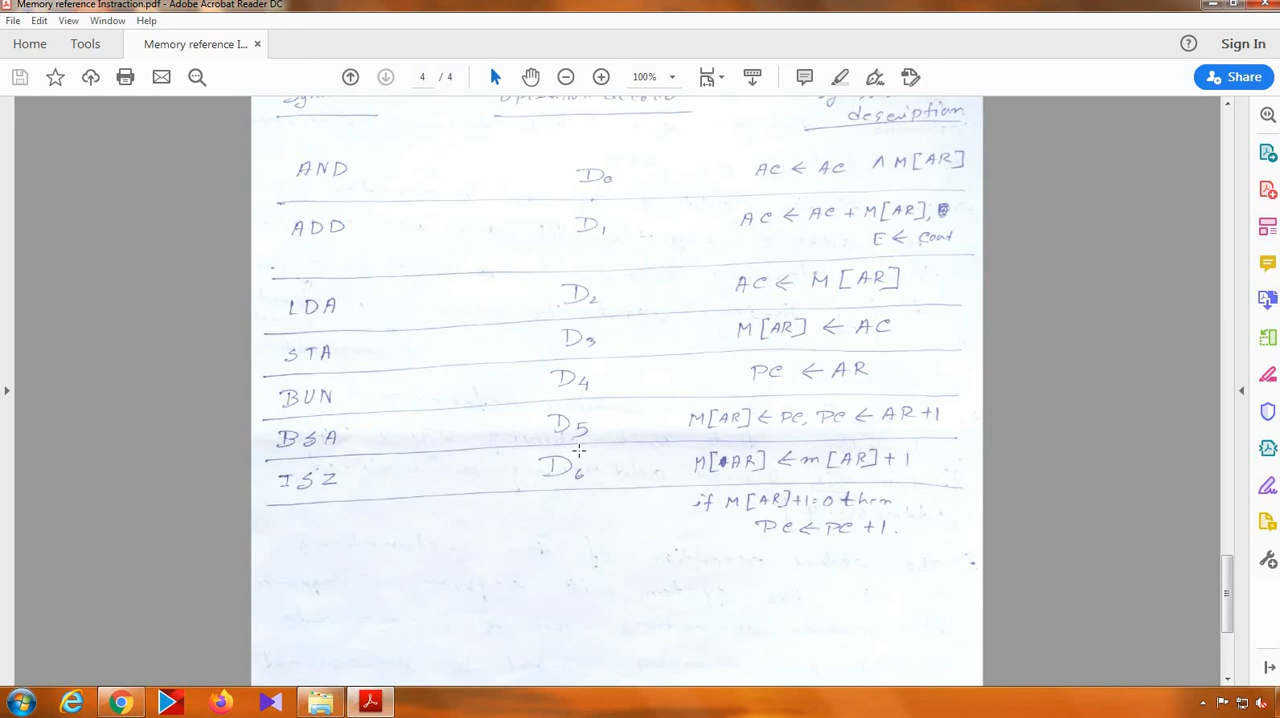 Memory reference Instraction.pdf - Adobe Acrobat Reader DC
File Edit View Window Help
Home Tools Memory reference I... × Sign In
4 / 4 100% Share
description
AND D0 AC ← AC ∧ M[AR]
ADD D1 AC ← AC + M[AR],
E ← Cout
LDA D2 AC ← M[AR]
STA D3 M[AR] ← AC
BUN D4 PC ← AR
BSA D5 M[AR] ← PC, PC ← AR+1
ISZ D6 M[AR] ← m[AR]+1
if M[AR]+1=0 then
PC ← PC +1.